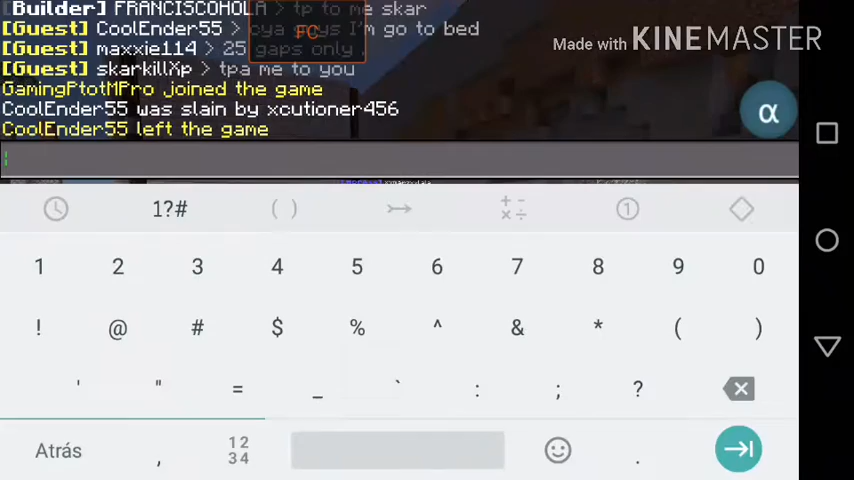 [Builder] FRANCISCOHOLA > tp to me skar
[Guest] CoolEnder55 > cya guys I'm go to bed
FC
[Guest] maxxie114 > 25 gaps only .
[Guest] skarkillXp > tpa me to you
GamingPtotMPro joined the game
CoolEnder55 was slain by xcutioner456
CoolEnder55 left the game
Made with KINEMASTER
α
1?# ( ) + - × ÷ 1
1 2 3 4 5 6 7 8 9 0
! @ # $ % ^ & * ( )
' " = _ ` : ; ?
Atrás , 12 34 .